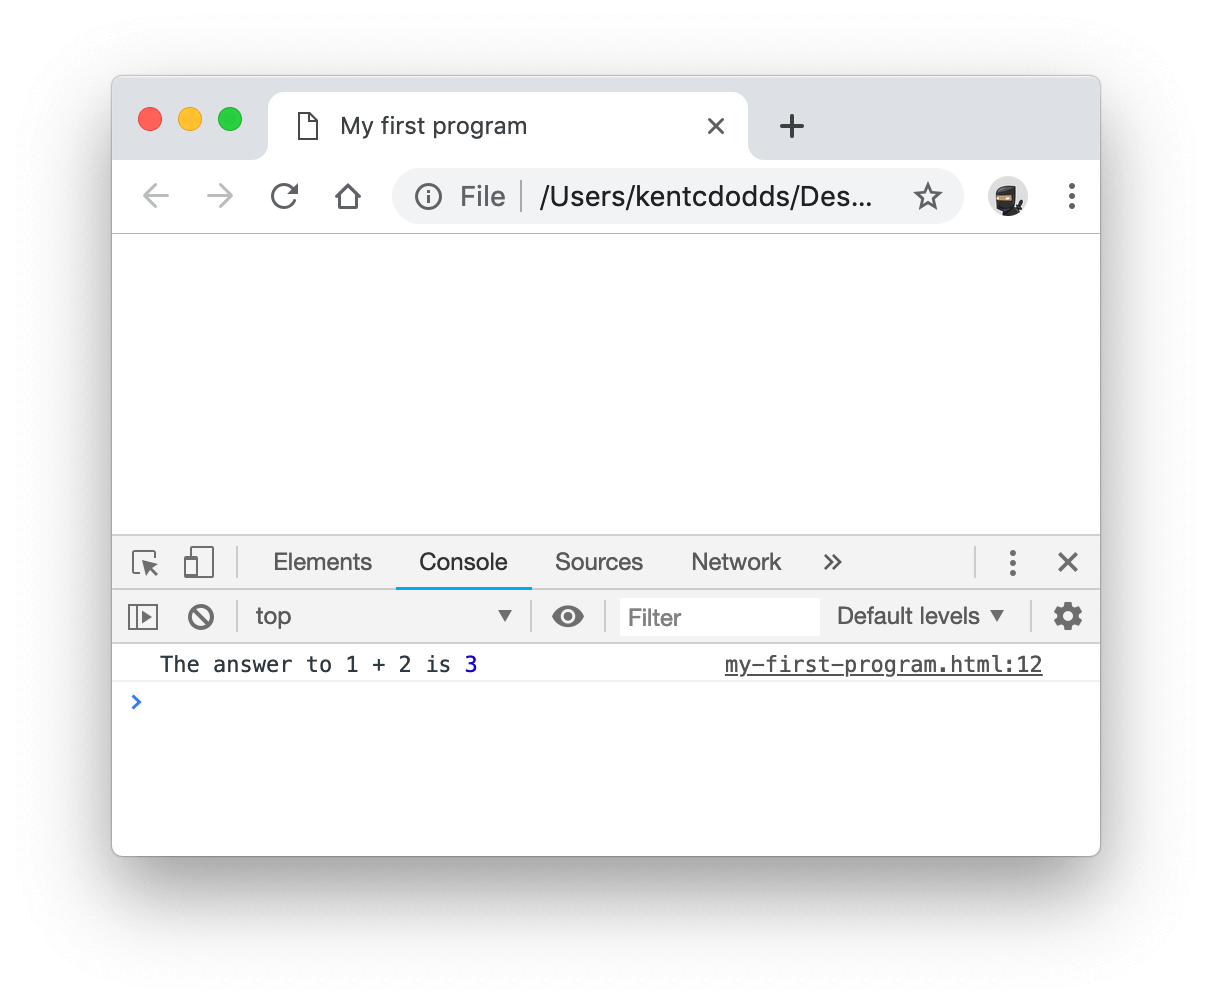 My first program
File /Users/kentcdodds/Des...
Elements Console Sources Network
top Filter Default levels
The answer to 1 + 2 is 3 my-first-program.html:12